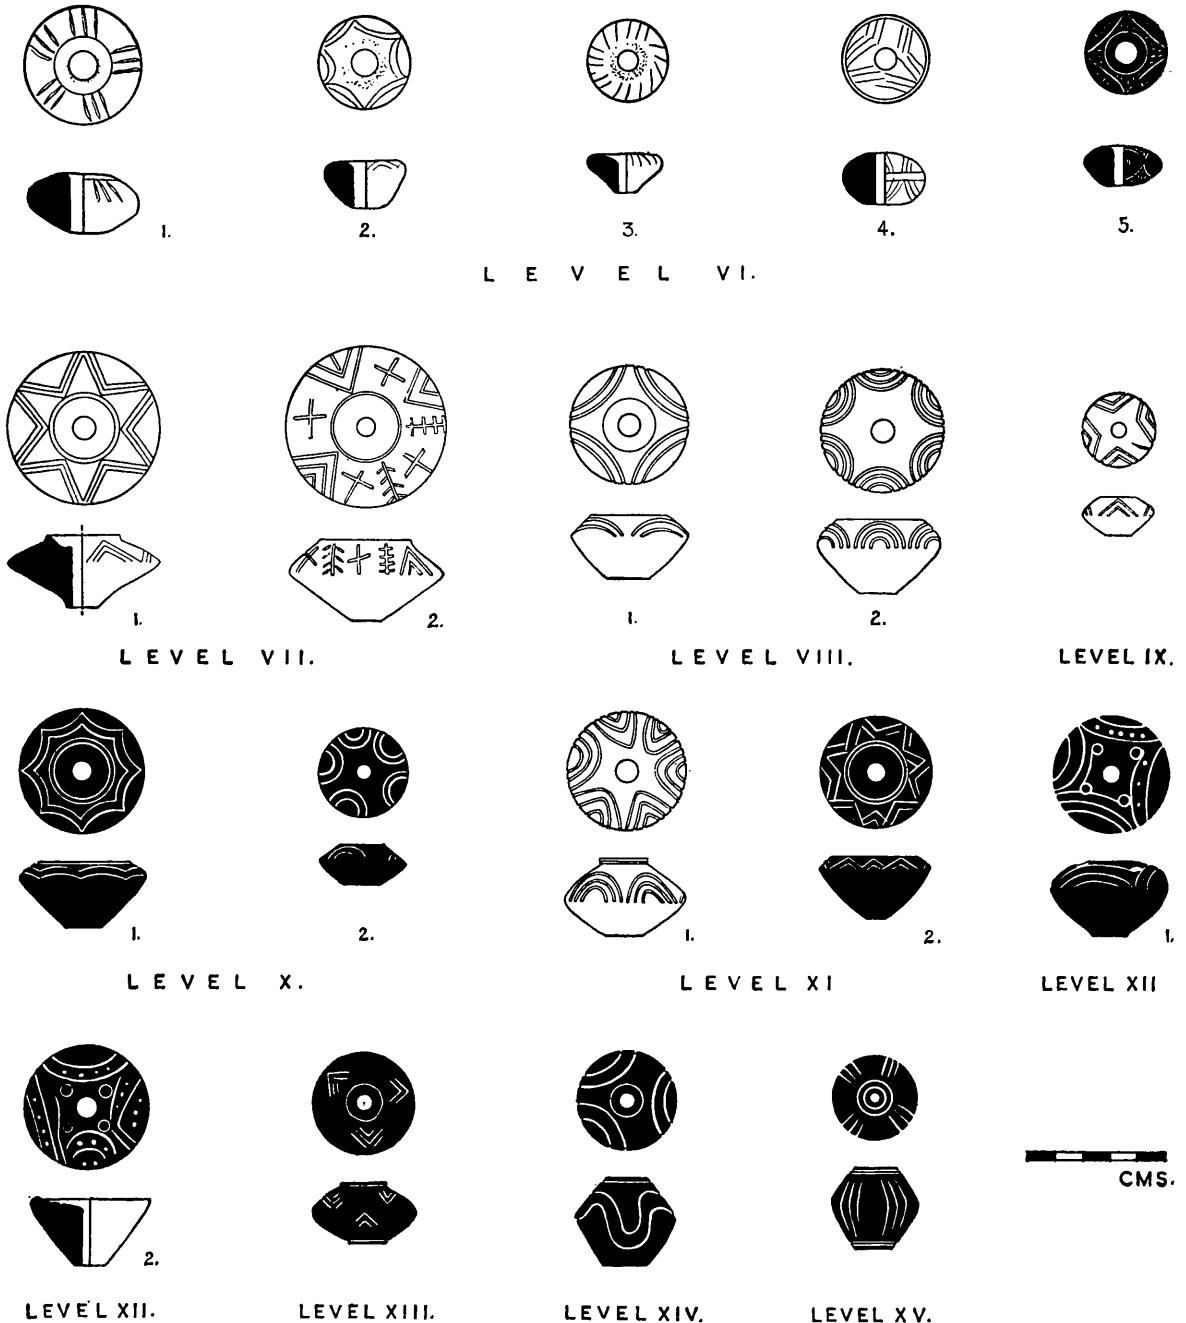 1. 2. 3. 4. 5.
LEVEL VI.
1. 2. 1. 2.
LEVEL VII. LEVEL VIII. LEVEL IX.
1. 2. 1. 2. 1.
LEVEL X. LEVEL XI LEVEL XII
CMS.
2.
LEVEL XII. LEVEL XIII. LEVEL XIV. LEVEL XV.